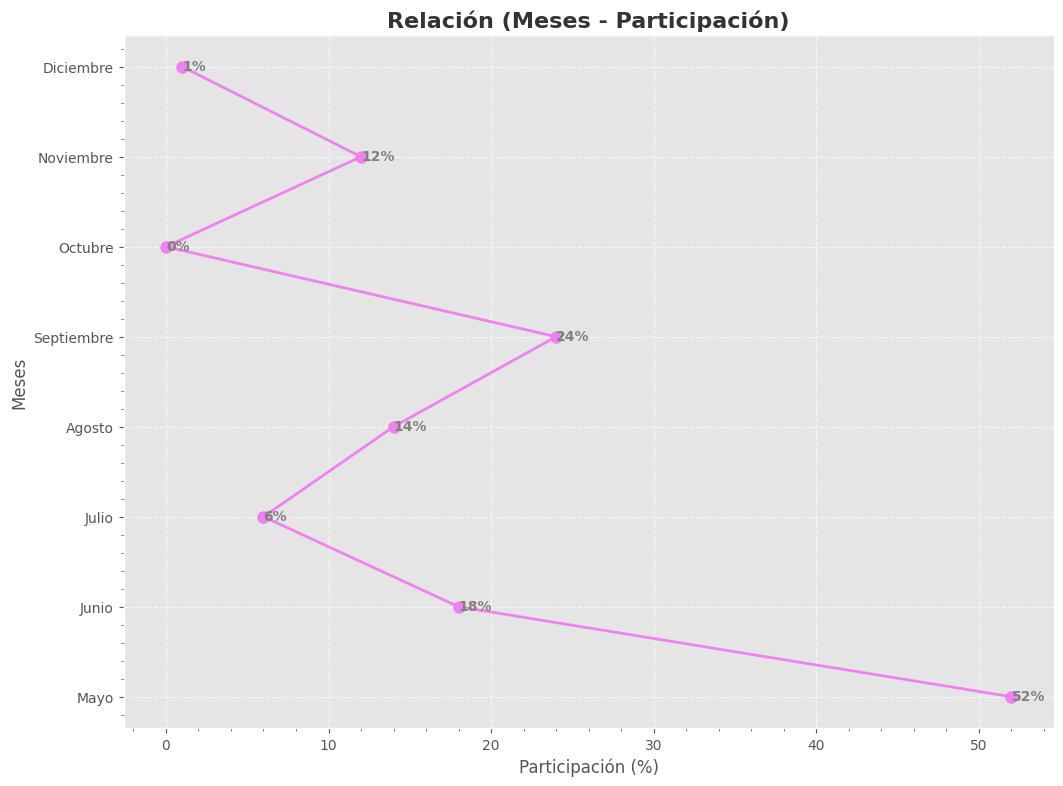 Relación (Meses - Participación)
Diciembre
1%
Noviembre
12%
Octubre
0%
Septiembre
24%
Agosto
14%
Julio
6%
Junio
18%
Mayo
52%
Meses
0 10 20 30 40 50
Participación (%)